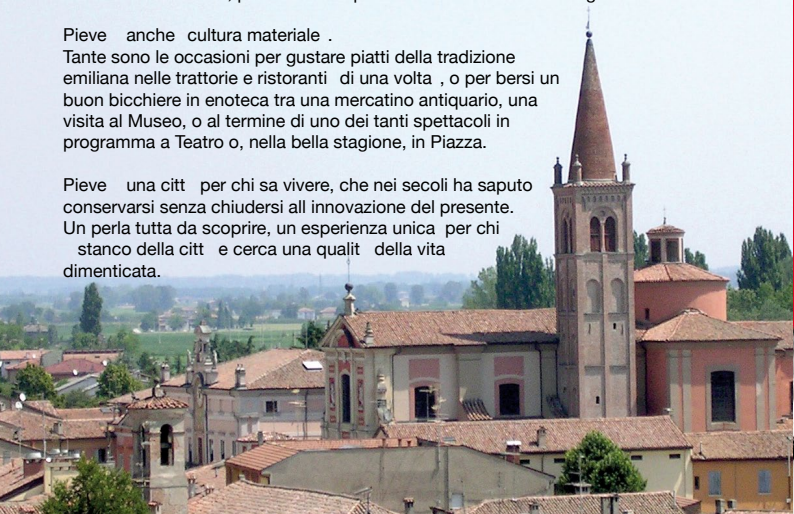 Pieve anche cultura materiale .
Tante sono le occasioni per gustare piatti della tradizione
emiliana nelle trattorie e ristoranti di una volta , o per bersi un
buon bicchiere in enoteca tra una mercatino antiquario, una
visita al Museo, o al termine di uno dei tanti spettacoli in
programma a Teatro o, nella bella stagione, in Piazza.
Pieve una citt per chi sa vivere, che nei secoli ha saputo
conservarsi senza chiudersi all innovazione del presente.
Un perla tutta da scoprire, un esperienza unica per chi
stanco della citt e cerca una qualit della vita
dimenticata.